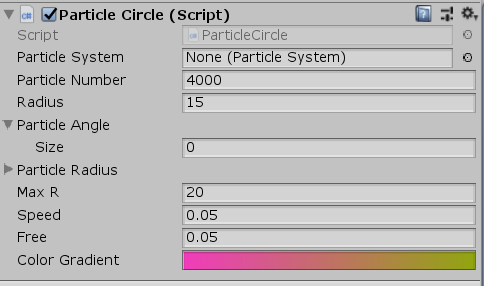 Particle Circle (Script)
Script ParticleCircle
Particle System None (Particle System)
Particle Number 4000
Radius 15
Particle Angle
Size 0
Particle Radius
Max R 20
Speed 0.05
Free 0.05
Color Gradient